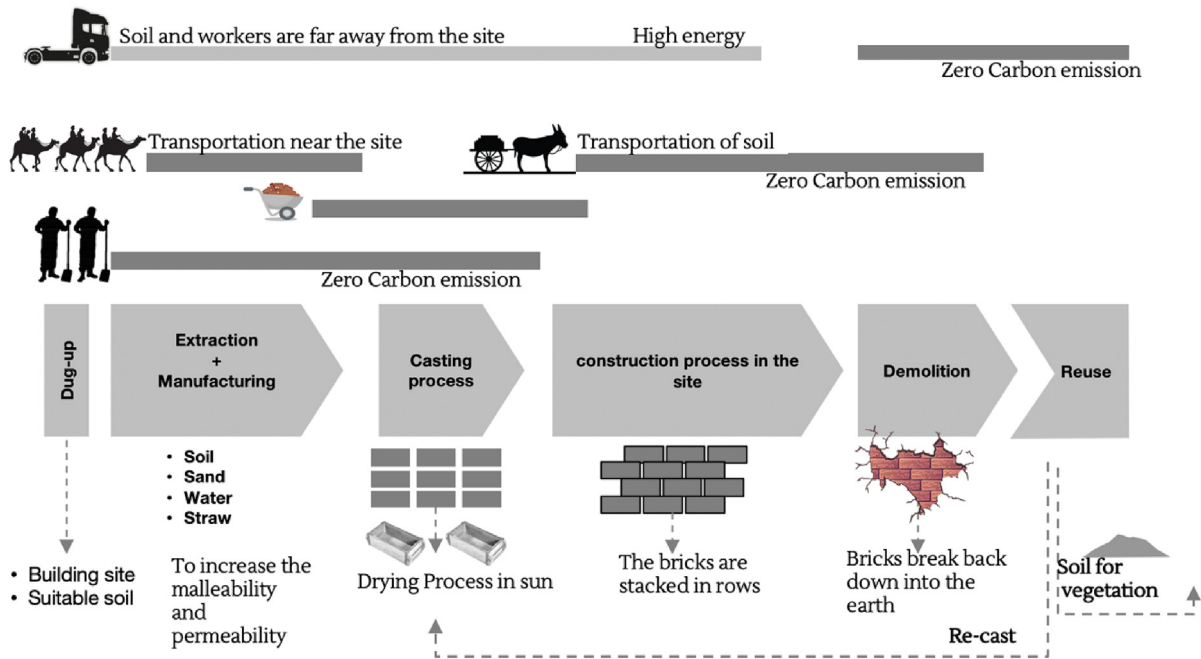 Soil and workers are far away from the site
High energy
Zero Carbon emission
Transportation near the site
Transportation of soil
Zero Carbon emission
Zero Carbon emission
Dug-up
Extraction
+
Manufacturing
Casting
process
construction process in the
site
Demolition
Reuse
• Soil
• Sand
• Water
• Straw
• Building site
• Suitable soil
To increase the
malleability
and
permeability
Drying Process in sun
The bricks are
stacked in rows
Bricks break back
down into the
earth
Soil for
vegetation
Re-cast